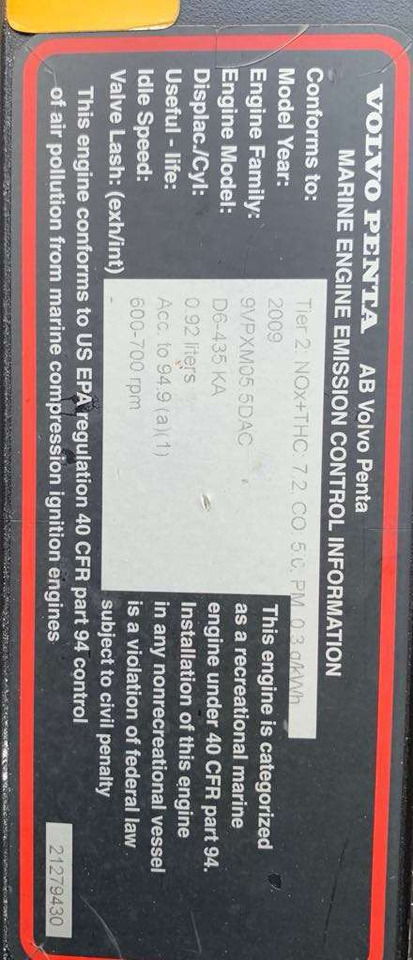 VOLVO PENTA AB Volvo Penta
MARINE ENGINE EMISSION CONTROL INFORMATION
Conforms to: Tier 2. NOx+THC 7.2. CO 5.0. PM 0.3 g/kWh
Model Year: 2009
Engine Family: 9VPXM05.5DAC
Engine Model: D6-435 KA
Displac./Cyl: 0.92 liters
Useful - life: Acc. to 94.9 (a)(1)
Idle Speed: 600-700 rpm
Valve Lash: (exh/int) -
This engine is categorized
as a recreational marine
engine under 40 CFR part 94.
Installation of this engine
in any nonrecreational vessel
is a violation of federal law
subject to civil penalty
This engine conforms to US EPA regulation 40 CFR part 94 control
of air pollution from marine compression ignition engines
21279430